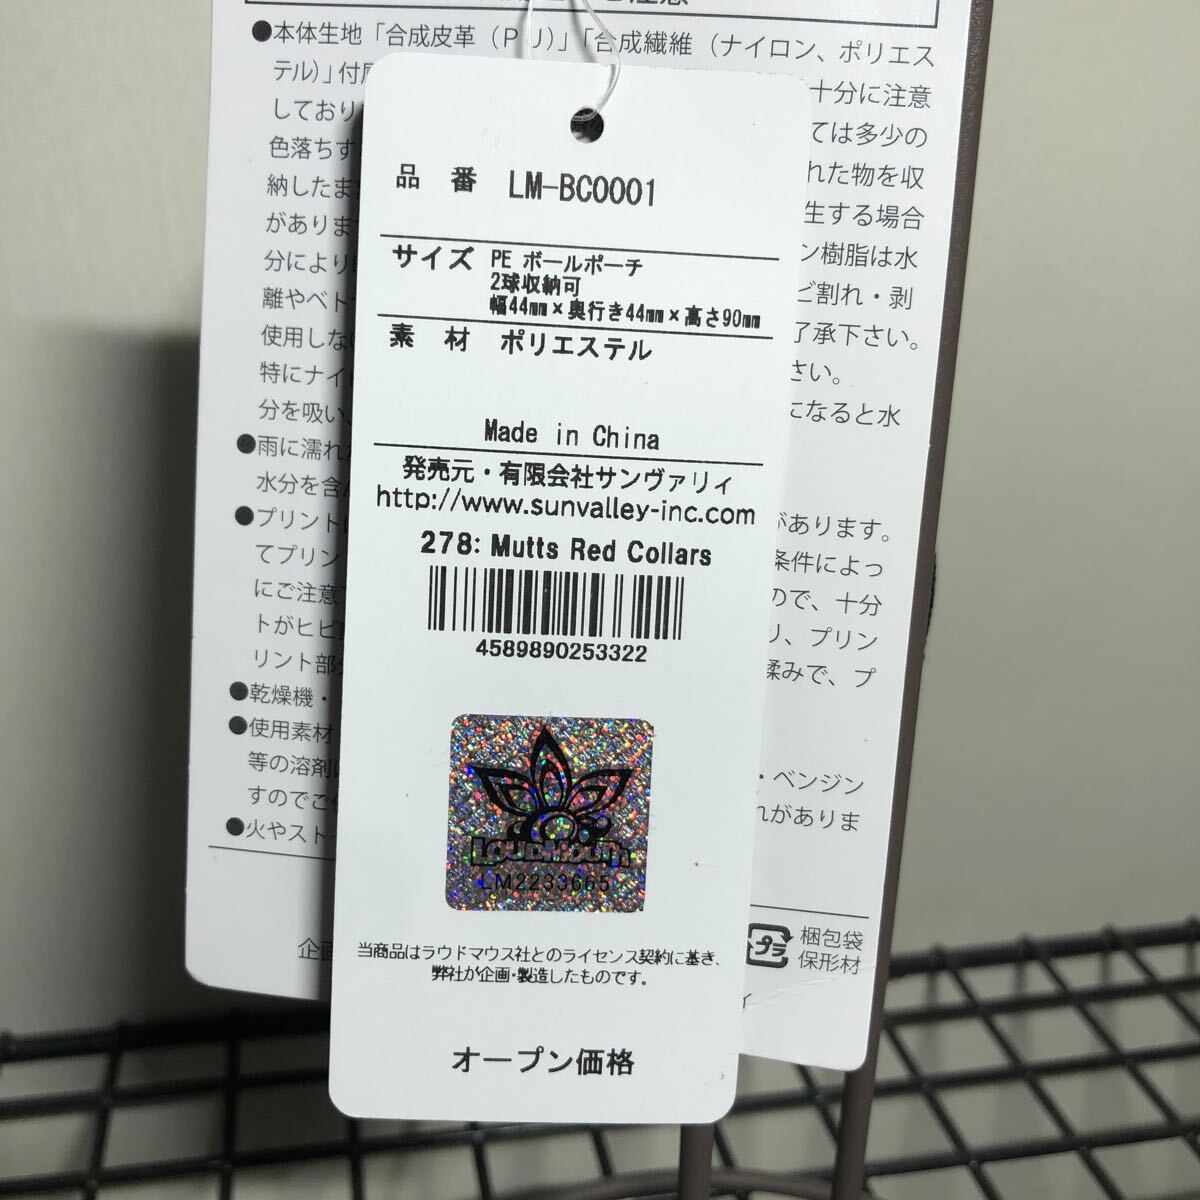 ご注意
●本体生地「合成皮革(PU)」「合成繊維(ナイロン、ポリエス
テル)」付属
十分に注意
しており
ては多少の
色落ちす
れた物を収
納したま
生する場合
がありま
ン樹脂は水
分により
ビ割れ・剥
離やベト
了承下さい。
使用しない
さい。
特にナイロ
になると水
分を吸い、
●雨に濡れ
水分を含
●プリント
があります。
てプリン
条件によっ
にご注意
ので、十分
トがヒビ
り、プリン
リント部分
揉みで、プ
●乾燥機・
●使用素材
等の溶剤
・ベンジン
すのでご
れがありま
●火やスト
企画
プラ
梱包袋
保形材
ィ
品番 LM-BC0001
サイズ PE ボールポーチ
2球収納可
幅44mm×奥行き44mm×高さ90mm
素材 ポリエステル
Made in China
発売元・有限会社サンヴァリィ
http://www.sunvalley-inc.com
278: Mutts Red Collars
4589890253322
LOUDMOUTH
LM2233665
当商品はラウドマウス社とのライセンス契約に基き、
弊社が企画・製造したものです。
オープン価格